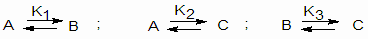 A K1 ⇌ B ; A K2 ⇌ C ; B K3 ⇌ C